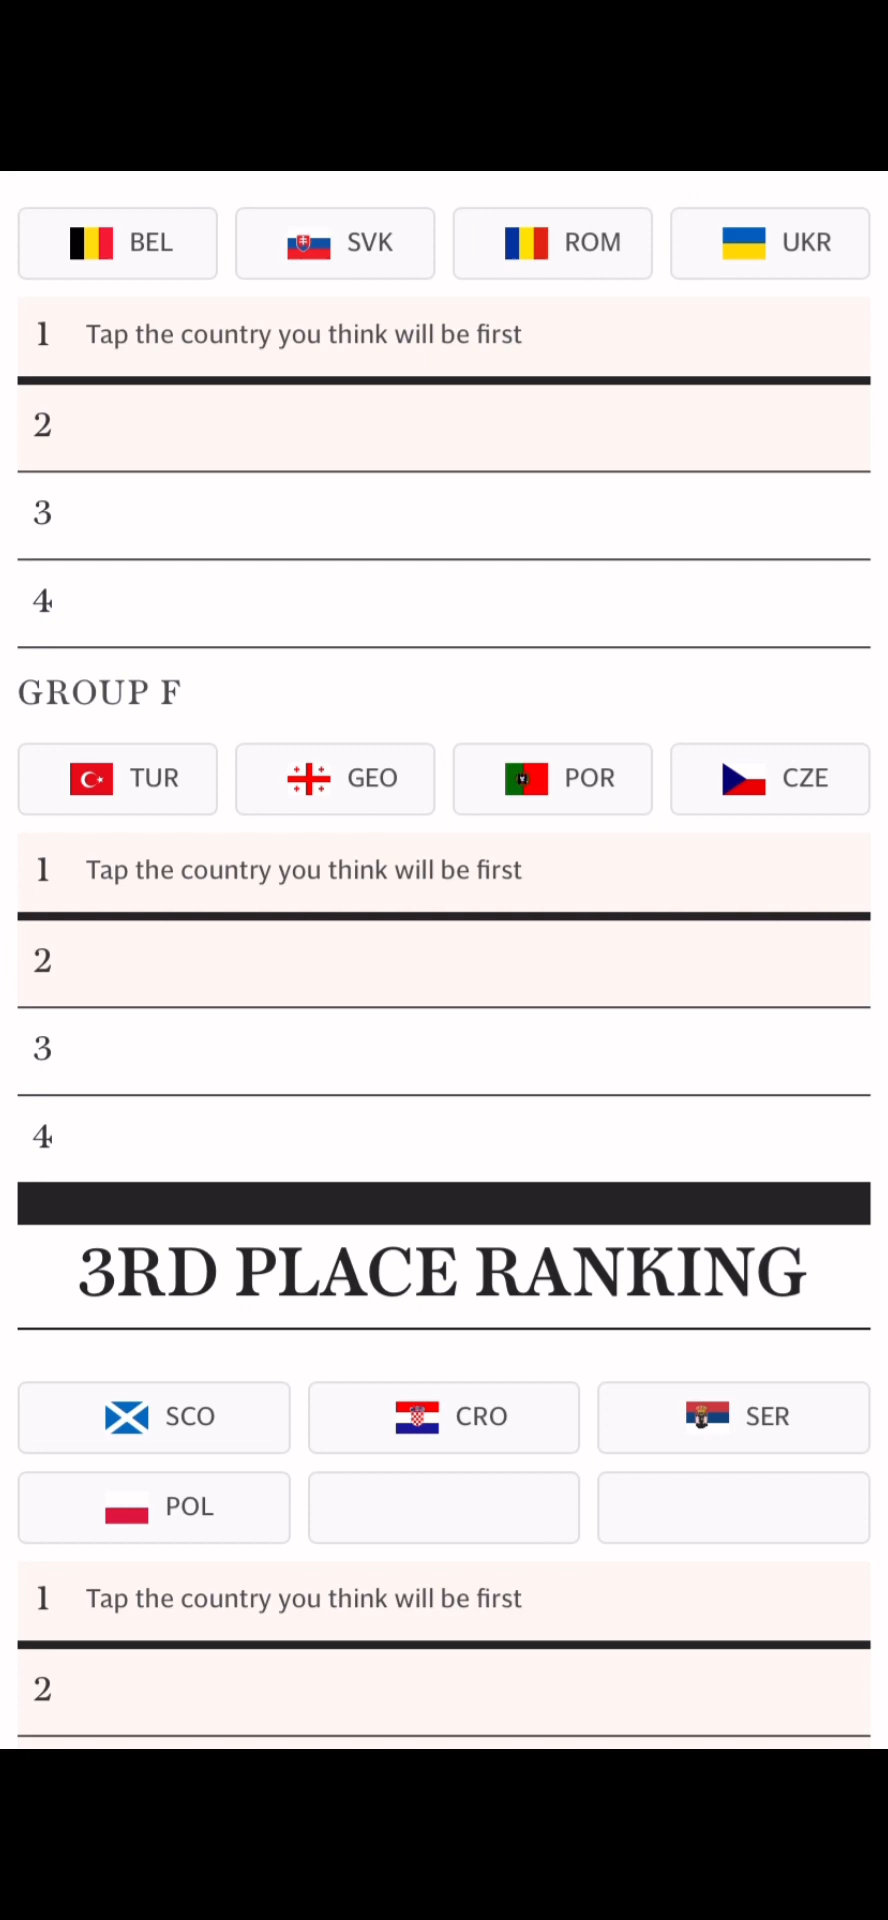 BEL SVK ROM UKR
1 Tap the country you think will be first
2
3
4
GROUP F
TUR GEO POR CZE
1 Tap the country you think will be first
2
3
4
3RD PLACE RANKING
SCO CRO SER
POL
1 Tap the country you think will be first
2